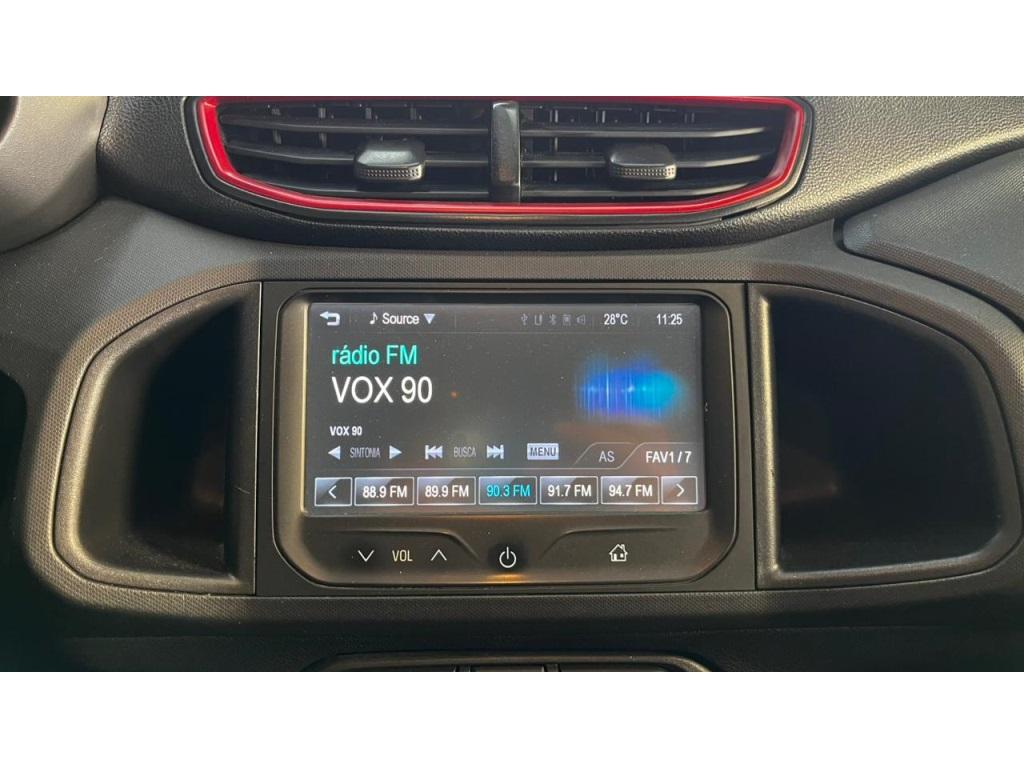 Source 28°C 11:25
rádio FM
VOX 90
VOX 90
SINTONIA BUSCA MENU AS FAV1/7
88.9 FM 89.9 FM 90.3 FM 91.7 FM 94.7 FM
VOL